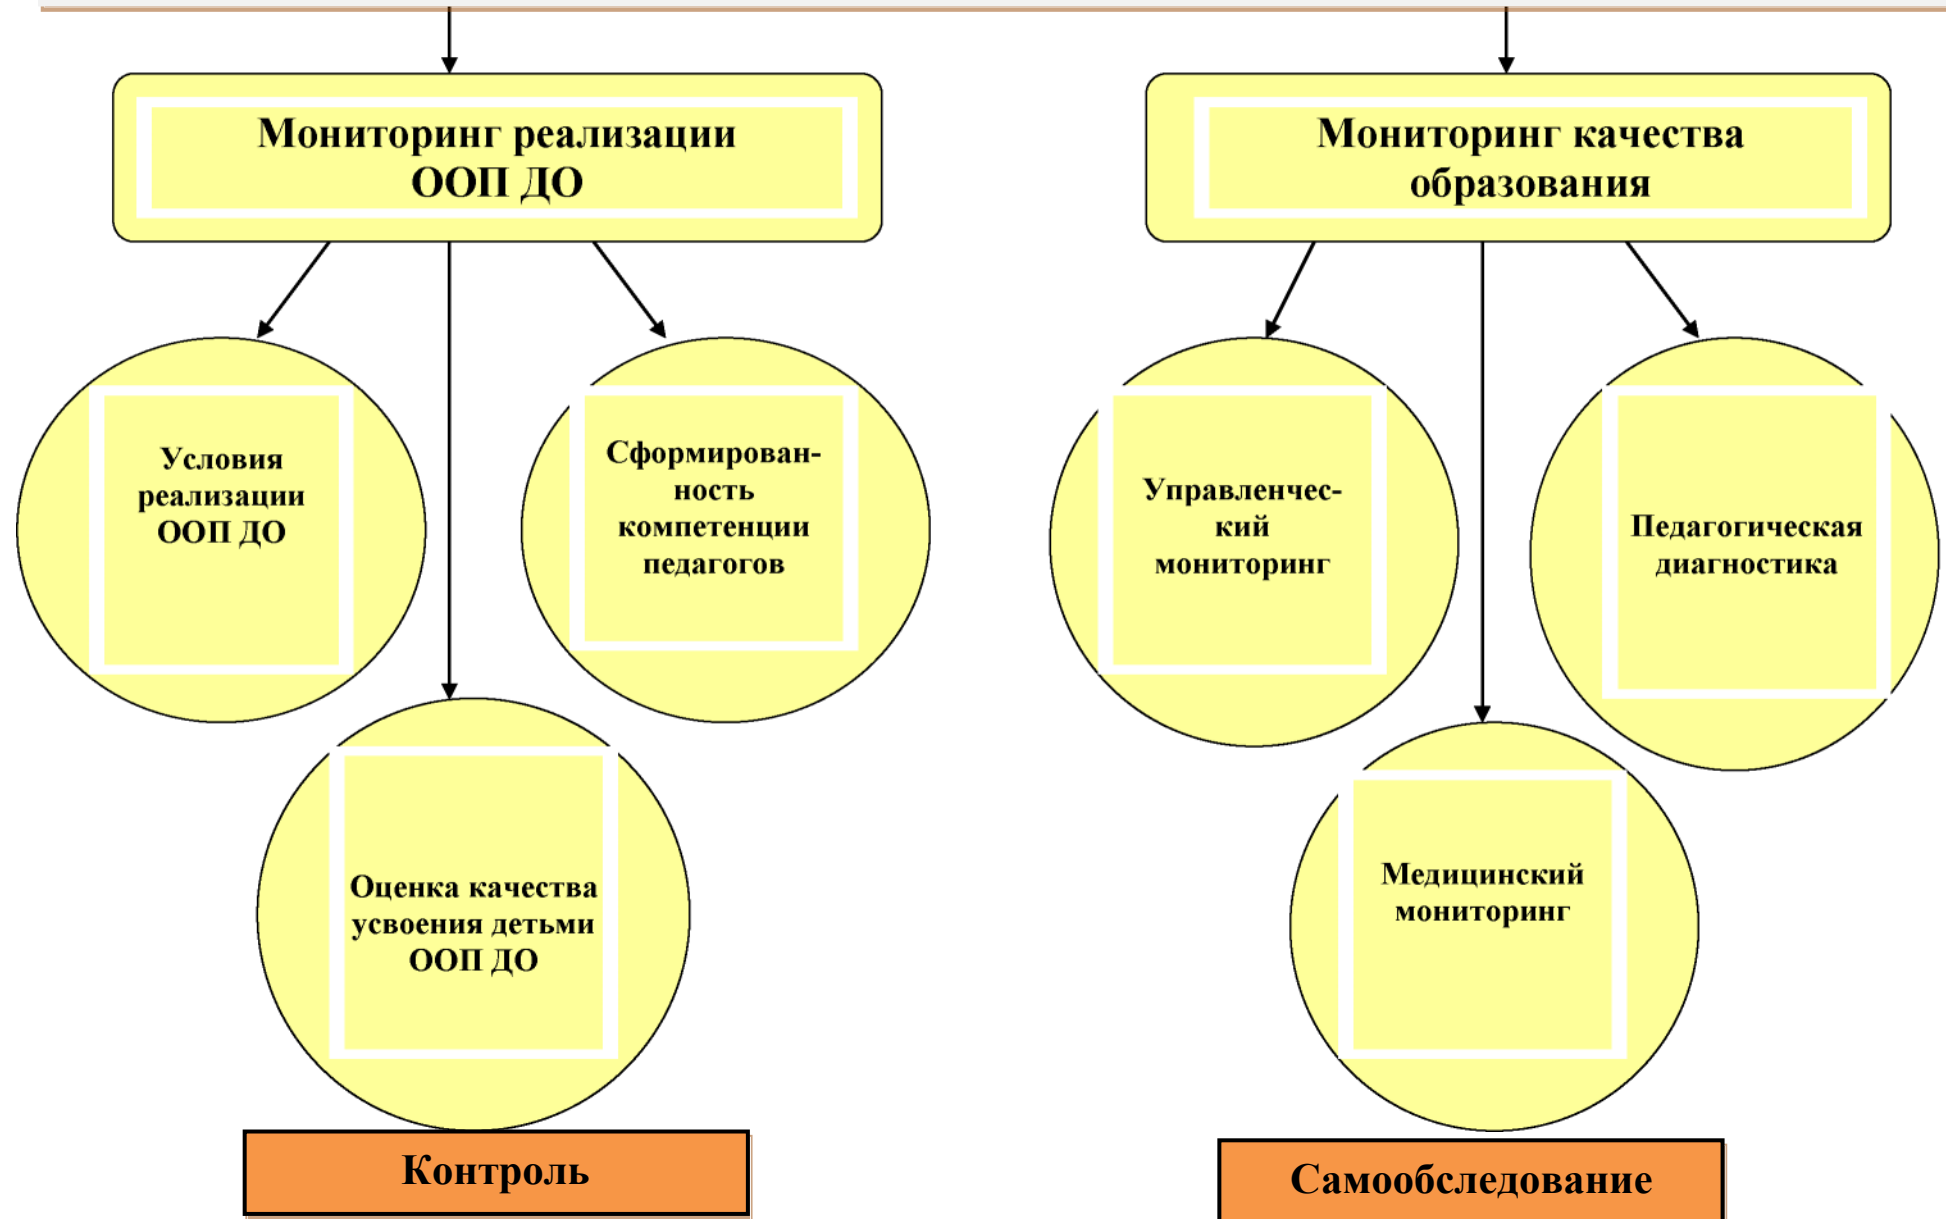 Мониторинг реализации
ООП ДО
Мониторинг качества
образования
Условия
реализации
ООП ДО
Сформирован-
ность
компетенции
педагогов
Оценка качества
усвоения детьми
ООП ДО
Управленчес-
кий
мониторинг
Педагогическая
диагностика
Медицинский
мониторинг
Контроль
Самообследование